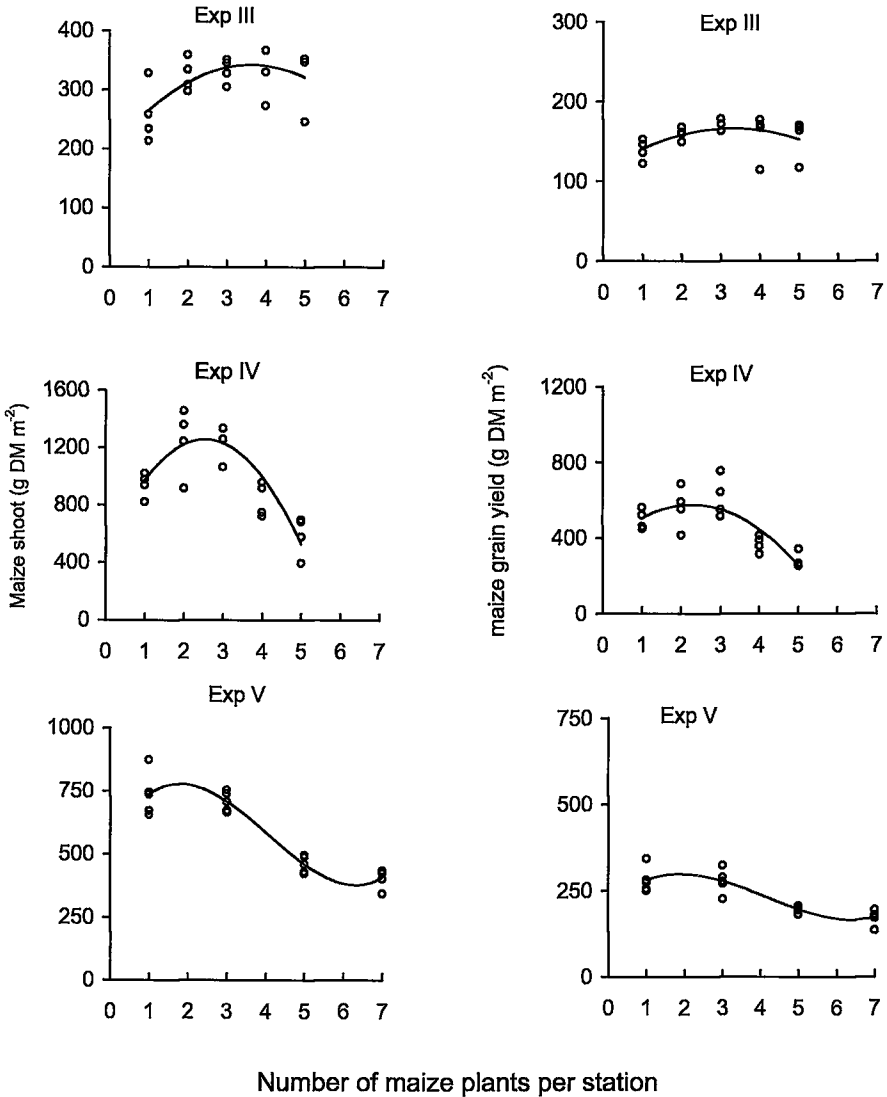 Exp III
400
300
200
100
0
0 1 2 3 4 5 6 7
Exp III
300
200
100
0
0 1 2 3 4 5 6 7
Maize shoot (g DM m⁻²)
Exp IV
1600
1200
800
400
0
0 1 2 3 4 5 6 7
maize grain yield (g DM m⁻²)
Exp IV
1200
800
400
0
0 1 2 3 4 5 6 7
Exp V
1000
750
500
250
0
0 1 2 3 4 5 6 7
Exp V
750
500
250
0
0 1 2 3 4 5 6 7
Number of maize plants per station